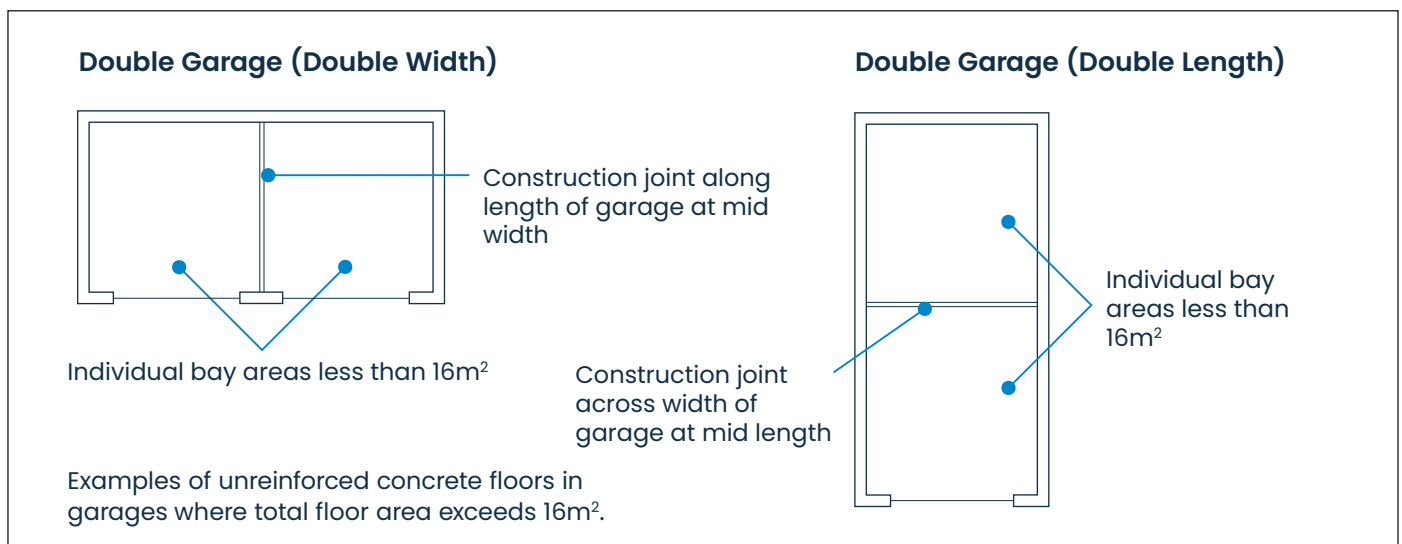 Double Garage (Double Width)
Construction joint along
length of garage at mid
width
Individual bay areas less than 16m²
Examples of unreinforced concrete floors in
garages where total floor area exceeds 16m².
Double Garage (Double Length)
Individual bay
areas less than
16m²
Construction joint
across width of
garage at mid length